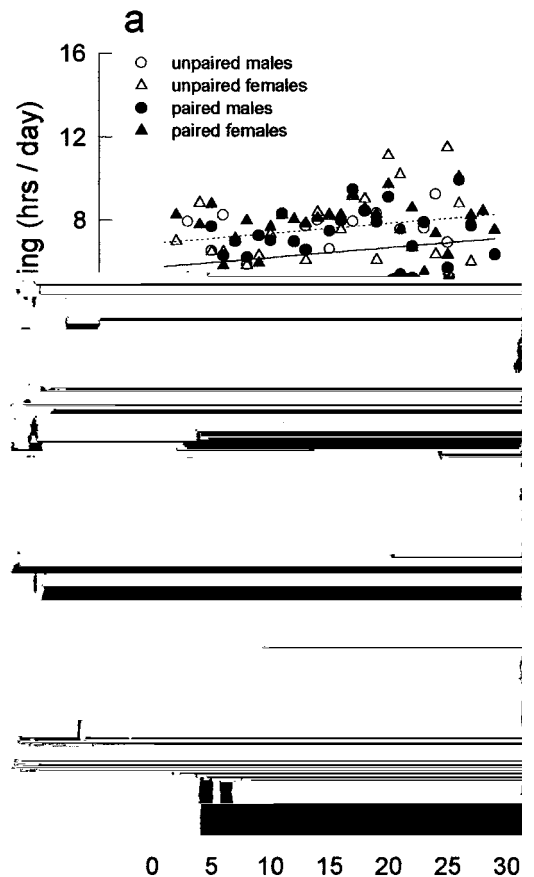 a
16
unpaired males
unpaired females
12
paired males
paired females
8
ing (hrs / day)
0 5 10 15 20 25 30